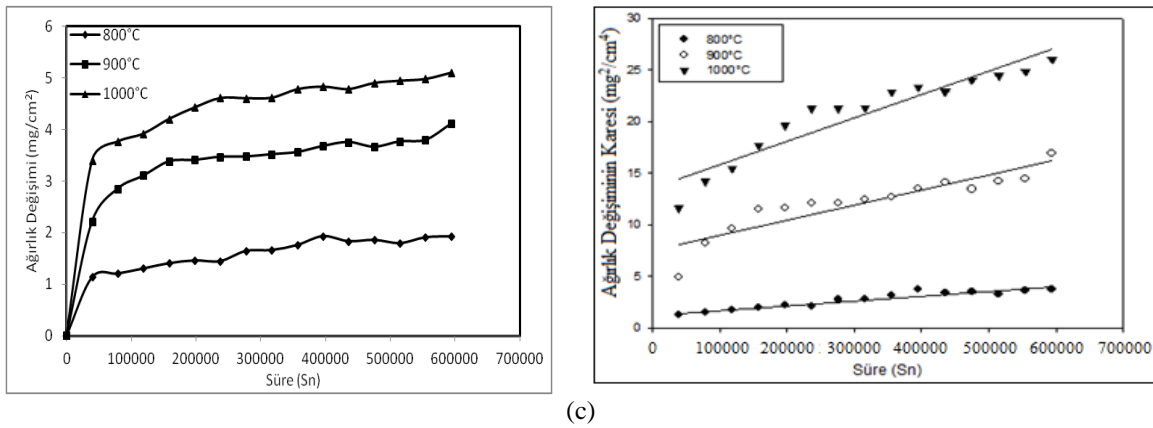 6
5
4
3
2
1
0
800°C
900°C
1000°C
Ağırlık Değişimi (mg/cm²)
0 100000 200000 300000 400000 500000 600000 700000
Süre (Sn)
30
25
20
15
10
5
0
800°C
900°C
1000°C
Ağırlık Değişiminin Karesi (mg²/cm⁴)
0 100000 200000 300000 400000 500000 600000 700000
Süre (Sn)
(c)